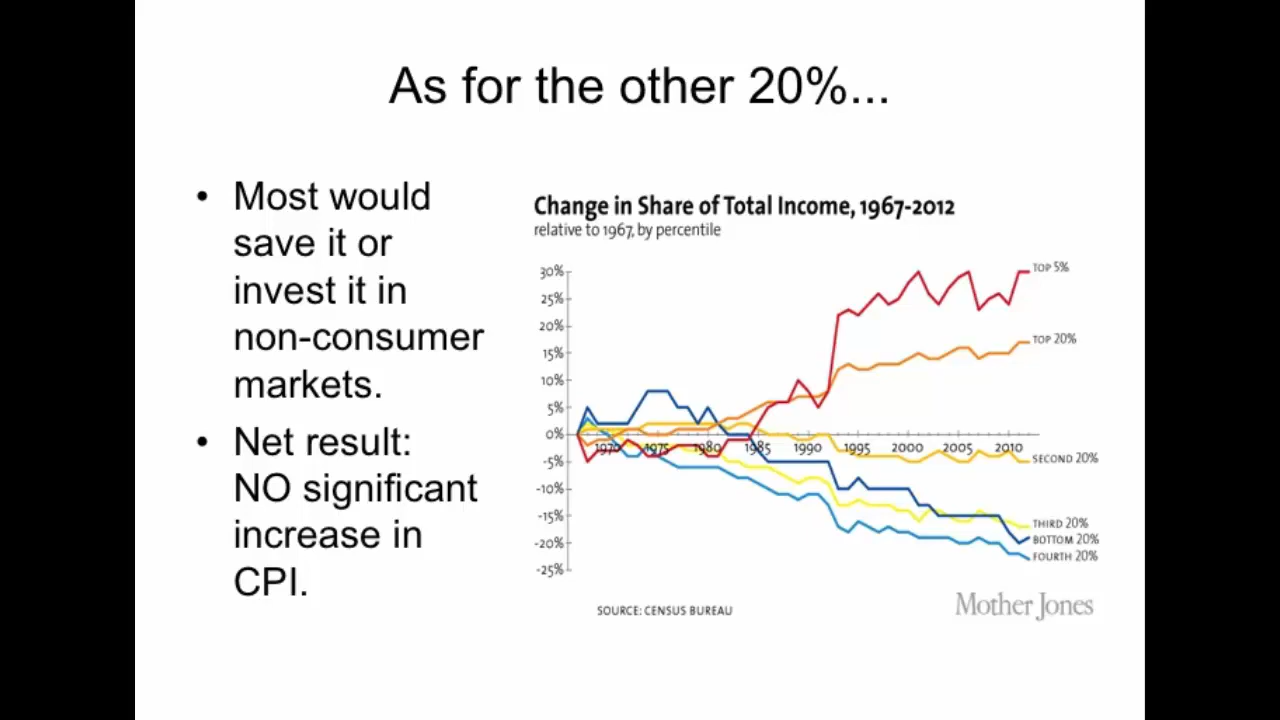 As for the other 20%...
• Most would
save it or
invest it in
non-consumer
markets.
• Net result:
NO significant
increase in
CPI.
Change in Share of Total Income, 1967-2012
relative to 1967, by percentile
30%
25%
20%
15%
10%
5%
0%
-5%
-10%
-15%
-20%
-25%
1970 1975 1980 1985 1990 1995 2000 2005 2010
TOP 5%
TOP 20%
SECOND 20%
THIRD 20%
BOTTOM 20%
FOURTH 20%
SOURCE: CENSUS BUREAU
Mother Jones